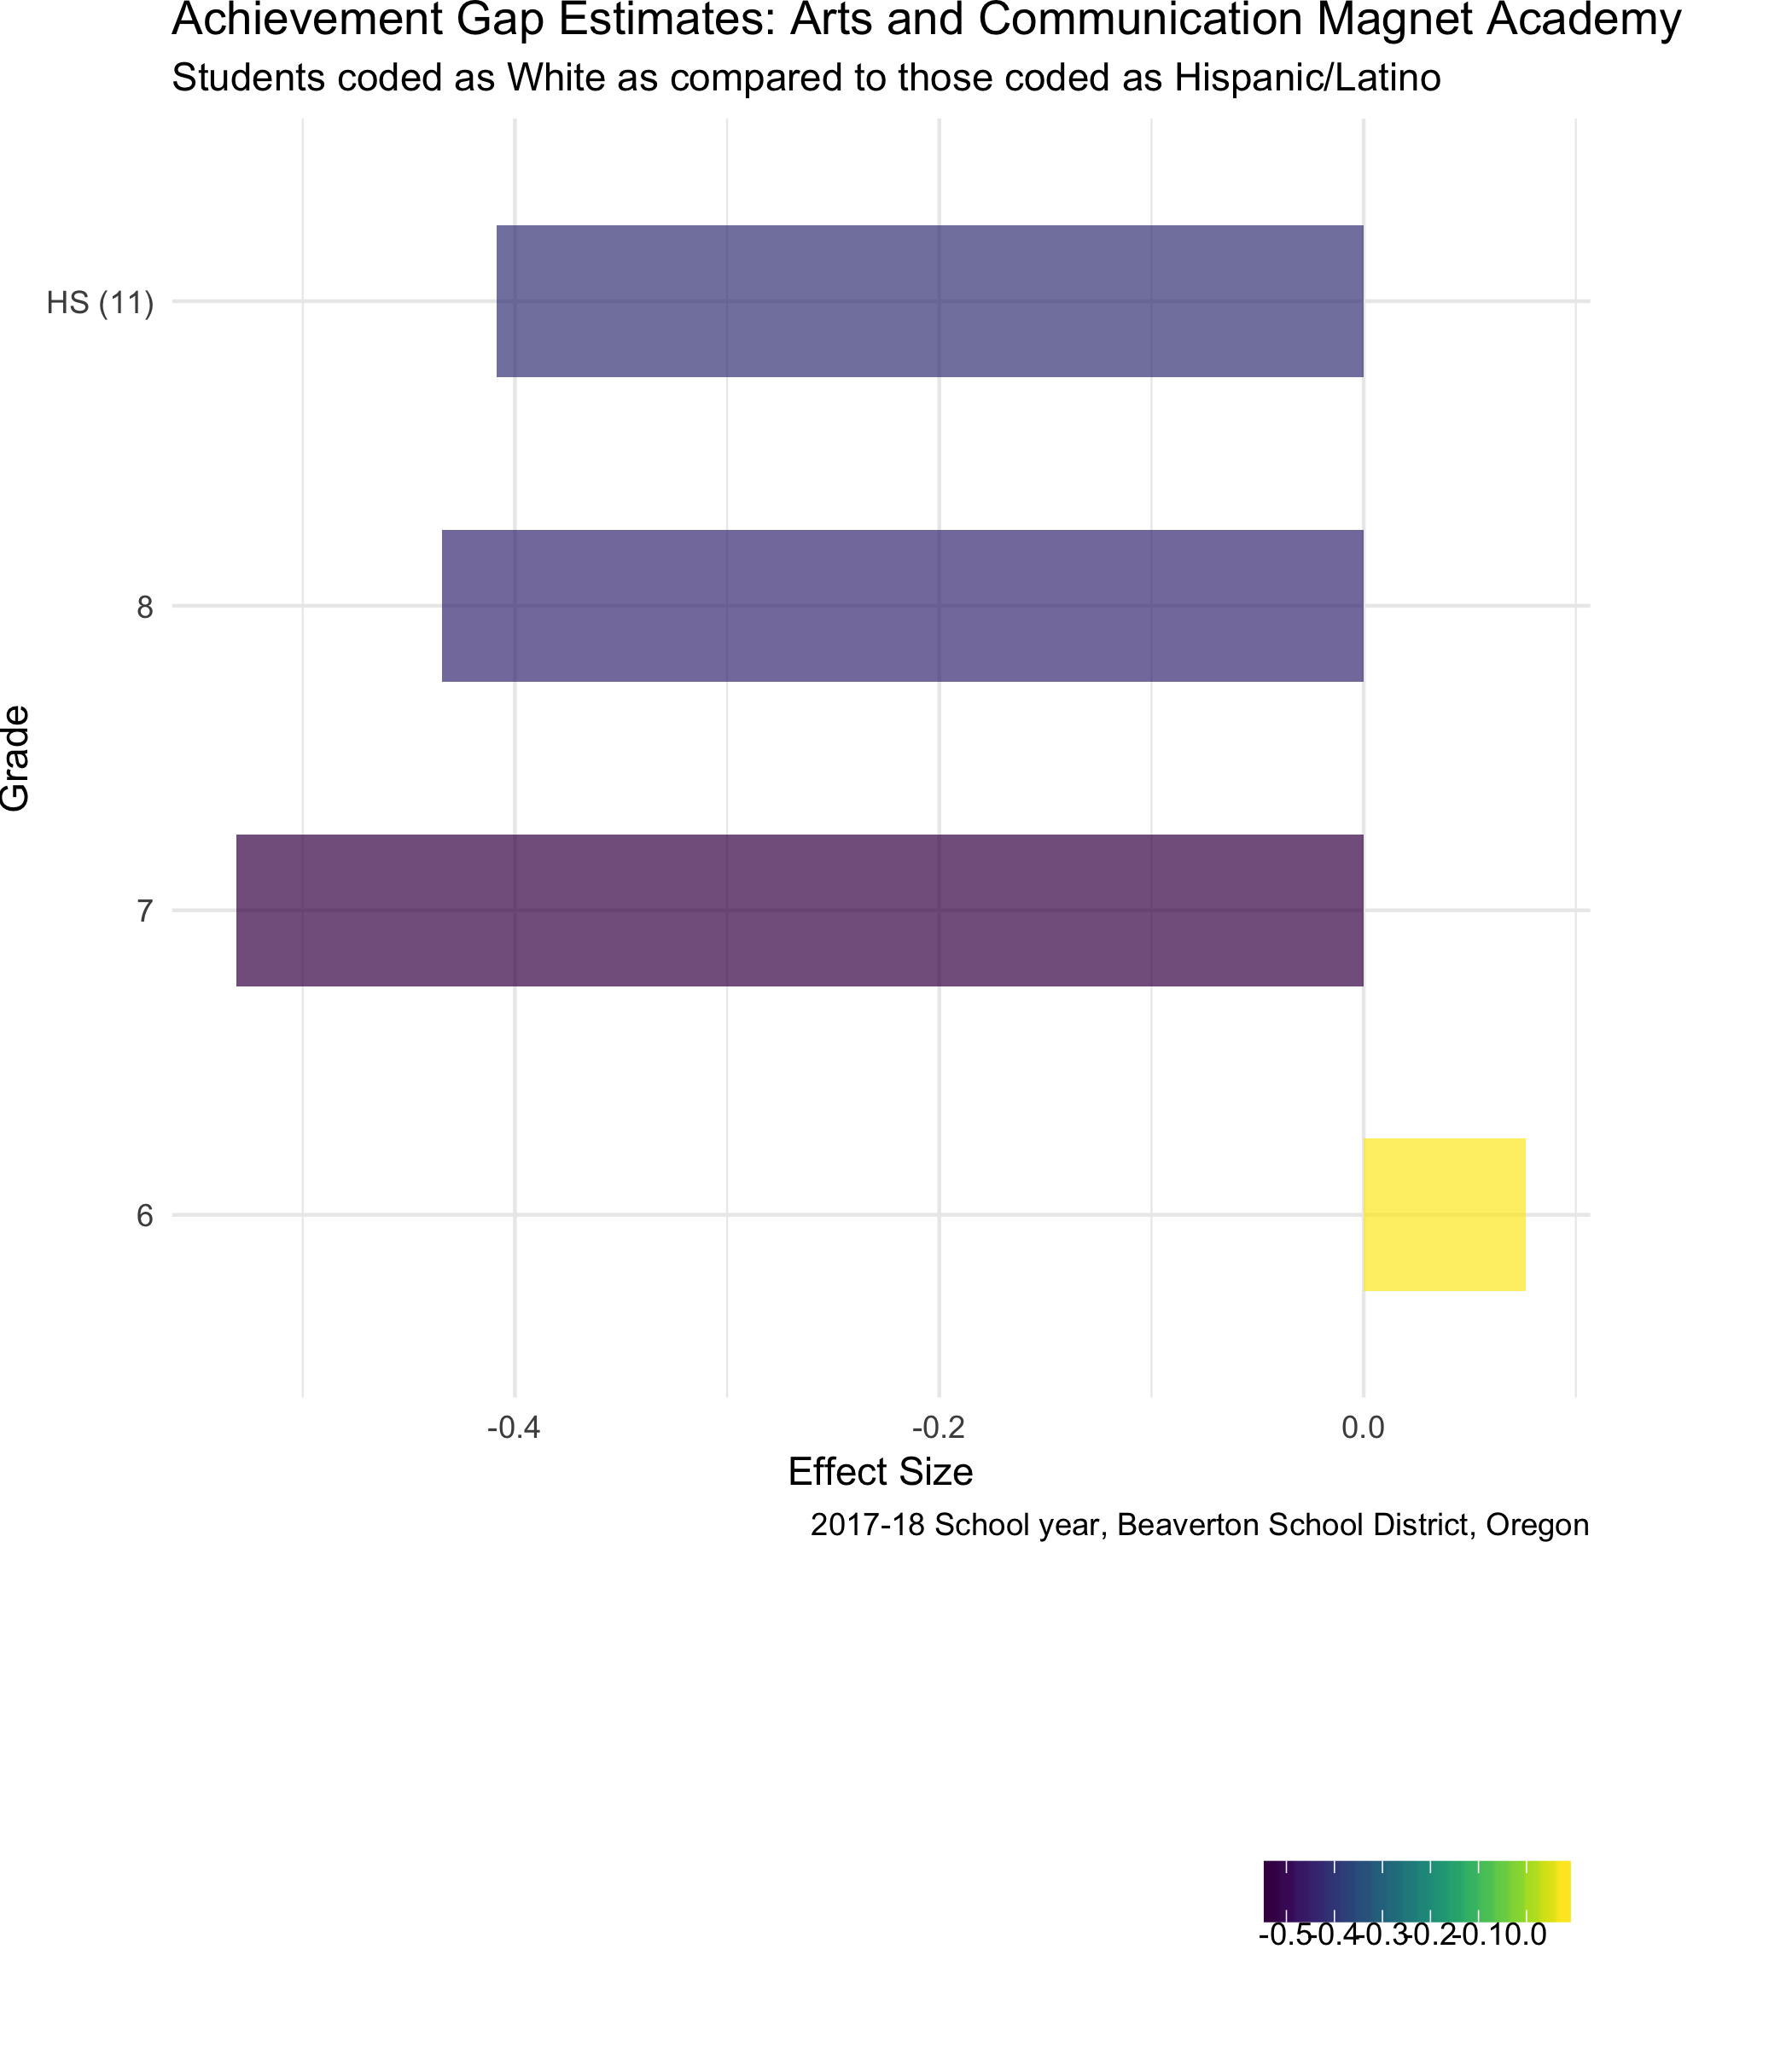 Achievement Gap Estimates: Arts and Communication Magnet Academy
Students coded as White as compared to those coded as Hispanic/Latino
HS (11)
8
7
6
Grade
-0.4 -0.2 0.0
Effect Size
2017-18 School year, Beaverton School District, Oregon
-0.5 -0.4 -0.3 -0.2 -0.1 0.0